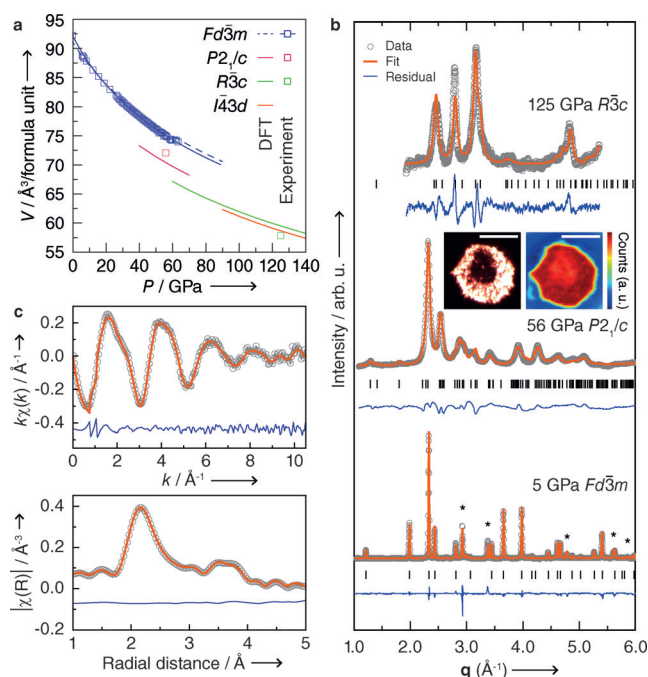 a
95
90
85
80
75
70
65
60
55
V / Å³/formula unit
0 20 40 60 80 100 120 140
P / GPa
Fd3̄m
P2₁/c
R3̄c
I4̄3d
DFT
Experiment
b
Data
Fit
Residual
125 GPa R3̄c
Counts (a. u.)
56 GPa P2₁/c
5 GPa Fd3̄m
* * * * *
Intensity / arb. u.
1.0 2.0 3.0 4.0 5.0 6.0
q (Å⁻¹)
c
0.2
0.0
-0.2
-0.4
kχ(k) / Å⁻¹
0 2 4 6 8 10
k / Å⁻¹
0.4
0.2
0.0
-0.2
|χ(R)| / Å⁻³
1 2 3 4 5
Radial distance / Å